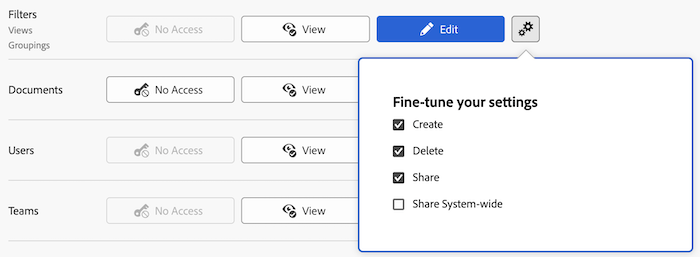 Filters
Views
Groupings
No Access
View
Edit
Documents
No Access
View
Fine-tune your settings
Create
Delete
Share
Share System-wide
Users
No Access
View
Teams
No Access
View